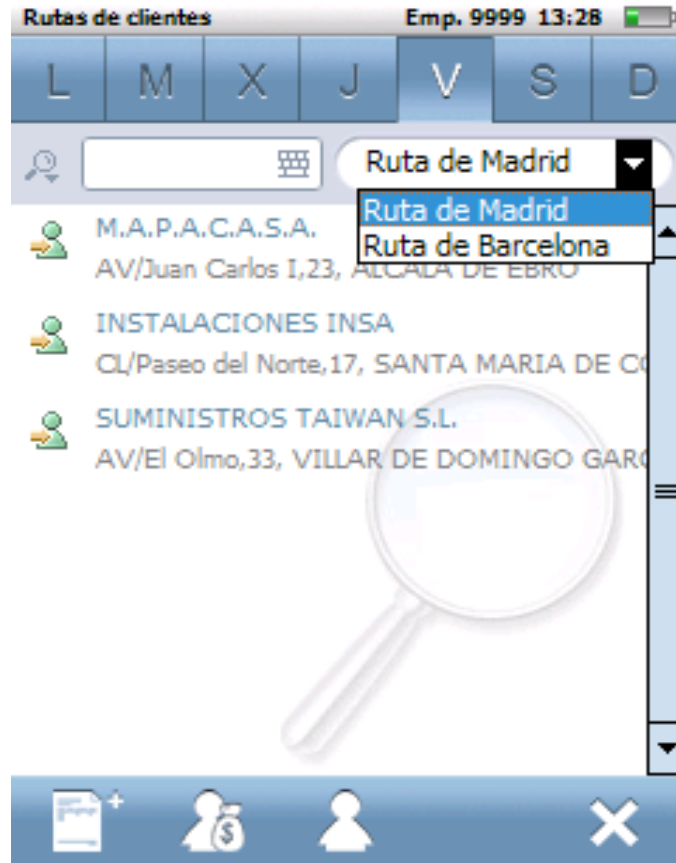 Rutas de clientes Emp. 9999 13:28
L M X J V S D
Ruta de Madrid
Ruta de Madrid
Ruta de Barcelona
M.A.P.A.C.A.S.A.
AV/Juan Carlos I,23, ALCALA DE EBRO
INSTALACIONES INSA
CL/Paseo del Norte,17, SANTA MARIA DE CO
SUMINISTROS TAIWAN S.L.
AV/El Olmo,33, VILLAR DE DOMINGO GARC